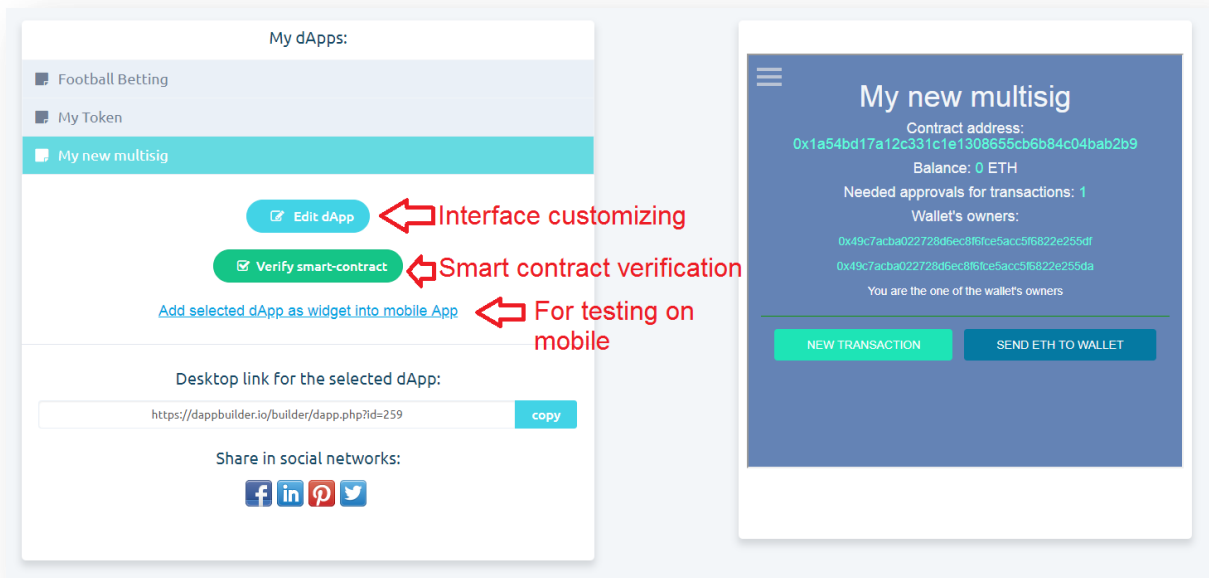 My dApps:
Football Betting
My Token
My new multisig
Edit dApp
Interface customizing
Verify smart-contract
Smart contract verification
Add selected dApp as widget into mobile App
For testing on
mobile
Desktop link for the selected dApp:
https://dappbuilder.io/builder/dapp.php?id=259
copy
Share in social networks:
My new multisig
Contract address:
0x1a54bd17a12c331c1e1308655cb6b84c04bab2b9
Balance: 0 ETH
Needed approvals for transactions: 1
Wallet's owners:
0x49c7acba022728d6ec8f6fce5acc5f6822e255df
0x49c7acba022728d6ec8f6fce5acc5f6822e255da
You are the one of the wallet's owners
NEW TRANSACTION
SEND ETH TO WALLET